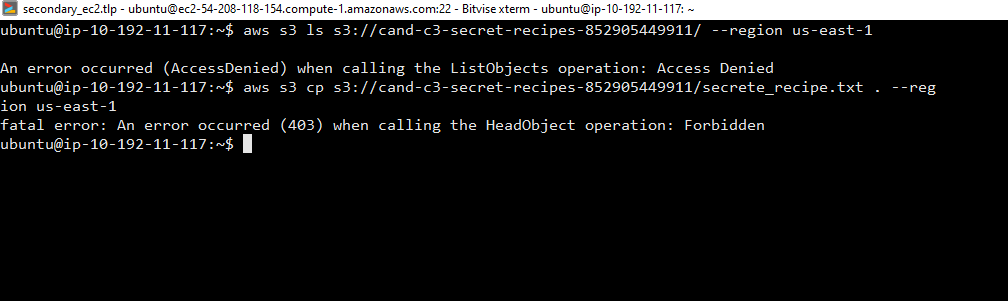 secondary_ec2.tlp - ubuntu@ec2-54-208-118-154.compute-1.amazonaws.com:22 - Bitvise xterm - ubuntu@ip-10-192-11-117: ~
ubuntu@ip-10-192-11-117:~$ aws s3 ls s3://cand-c3-secret-recipes-852905449911/ --region us-east-1
An error occurred (AccessDenied) when calling the ListObjects operation: Access Denied
ubuntu@ip-10-192-11-117:~$ aws s3 cp s3://cand-c3-secret-recipes-852905449911/secrete_recipe.txt . --reg
ion us-east-1
fatal error: An error occurred (403) when calling the HeadObject operation: Forbidden
ubuntu@ip-10-192-11-117:~$